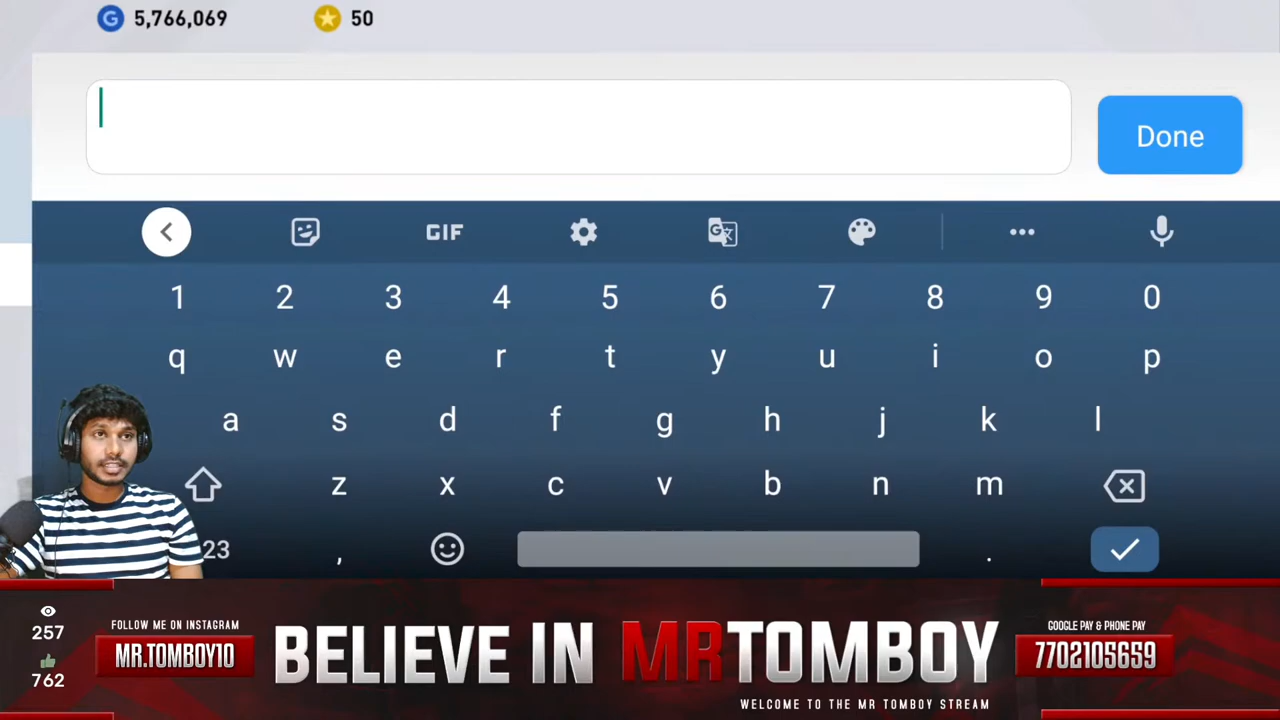 G 5,766,069 50
Done
GIF
1 2 3 4 5 6 7 8 9 0
q w e r t y u i o p
a s d f g h j k l
z x c v b n m
23 , .
257
762
FOLLOW ME ON INSTAGRAM
MR.TOMBOY10
BELIEVE IN MRTOMBOY
WELCOME TO THE MR TOMBOY STREAM
GOOGLE PAY & PHONE PAY
7702105659